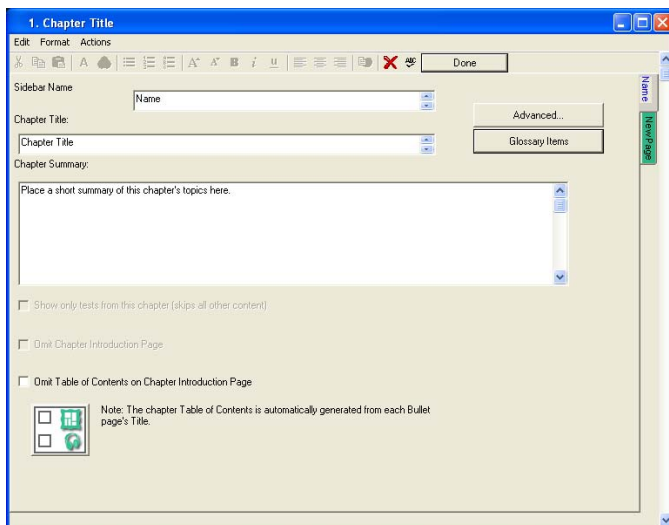 1. Chapter Title
Edit Format Actions
Done
Sidebar Name
Name
Name
Advanced...
Chapter Title:
NewPage
Chapter Title
Glossary Items
Chapter Summary:
Place a short summary of this chapter's topics here.
Show only tests from this chapter (skips all other content)
Omit Chapter Introduction Page
Omit Table of Contents on Chapter Introduction Page
Note: The chapter Table of Contents is automatically generated from each Bullet
page's Title.